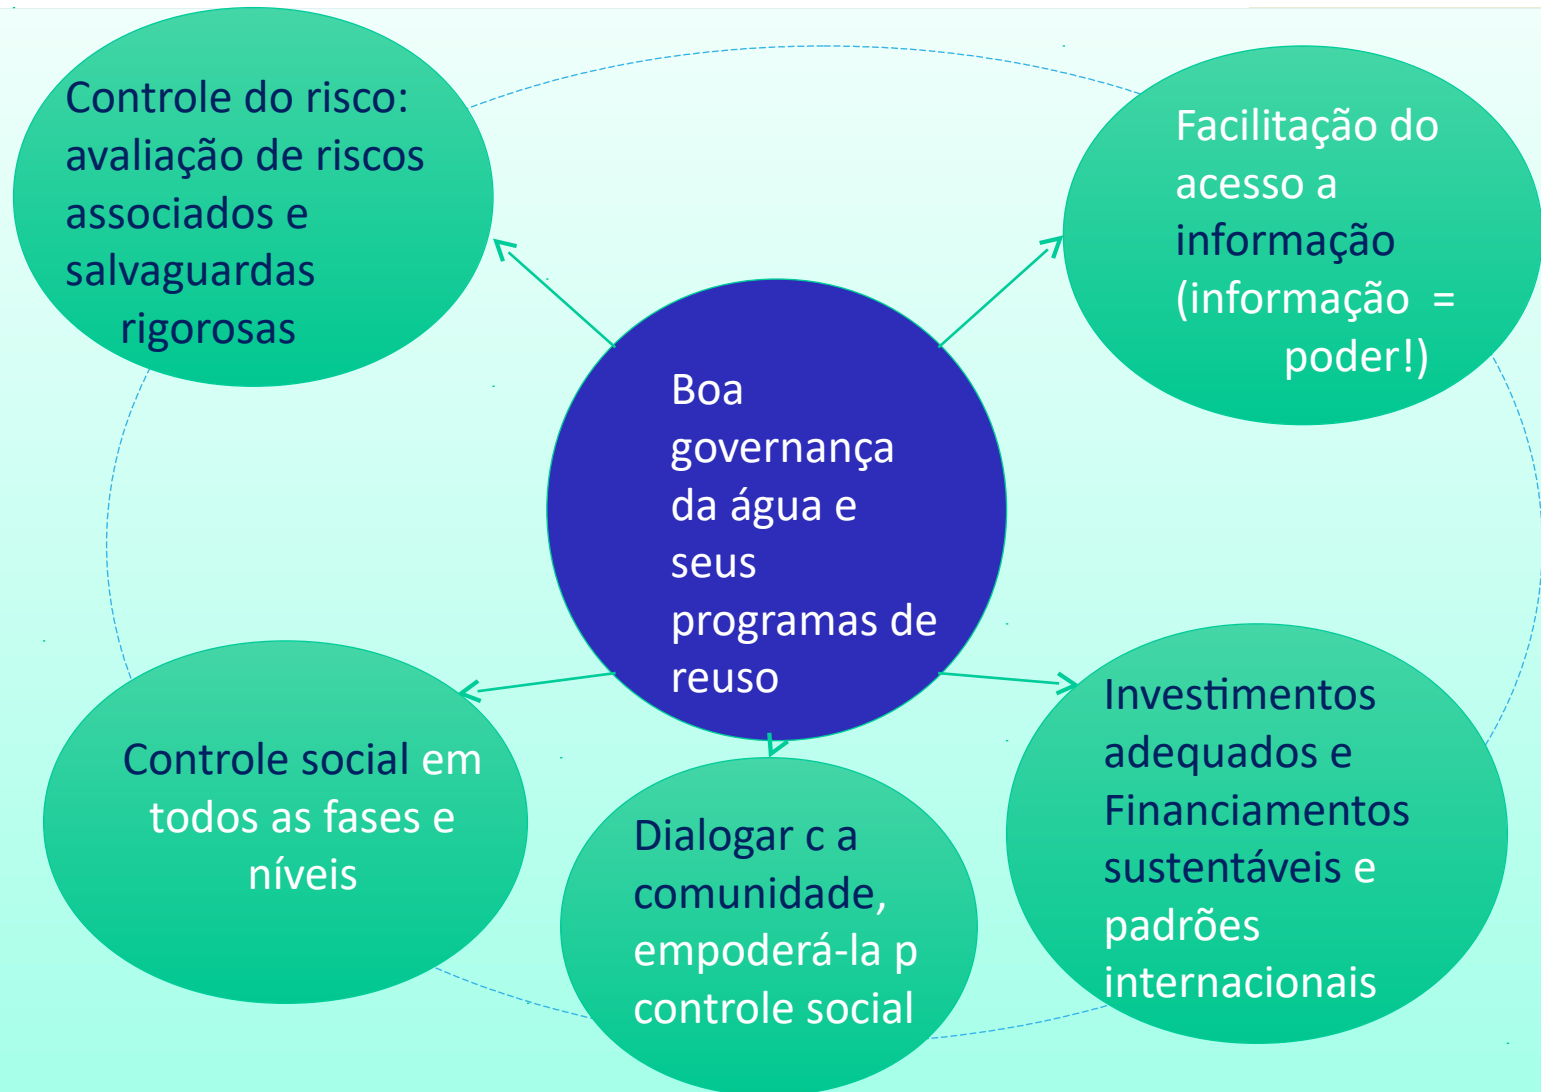 Controle do risco:
avaliação de riscos
associados e
salvaguardas
rigorosas
Facilitação do
acesso a
informação
(informação = 
poder!)
Boa
governança
da água e
seus
programas de
reuso
Controle social em
todos as fases e
níveis
Dialogar c a
comunidade,
empoderá-la p
controle social
Investimentos
adequados e
Financiamentos
sustentáveis e
padrões
internacionais